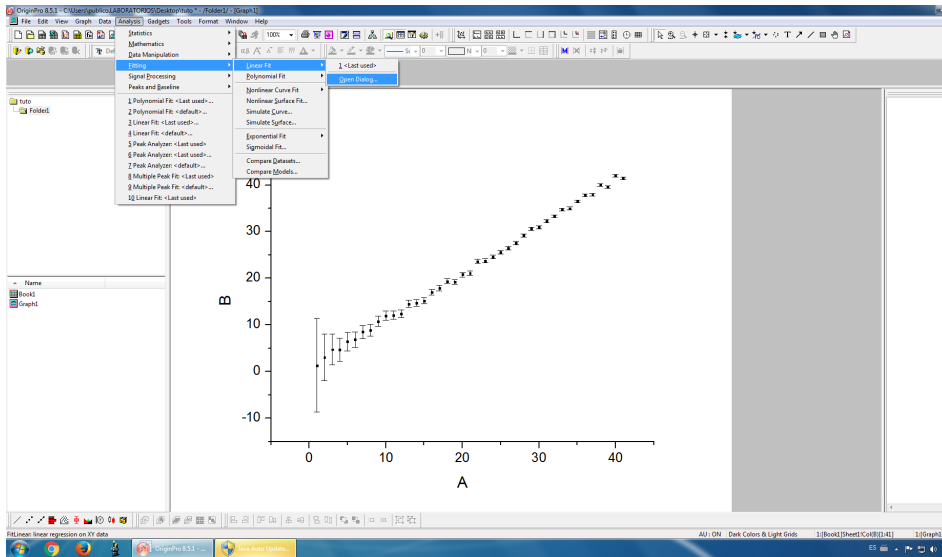 OriginPro 8.5.1 - C:\Users\publico.LABORATORIOS\Desktop\tuto * - /Folder1/ - [Graph1]
File Edit View Graph Data Analysis Gadgets Tools Format Window Help
100%
Statistics
Mathematics
Data Manipulation
Fitting
Signal Processing
Peaks and Baseline
1 Polynomial Fit: <Last used>...
2 Polynomial Fit: <default>...
3 Linear Fit: <Last used>...
4 Linear Fit: <default>...
5 Peak Analyzer: <Last used>
6 Peak Analyzer: <Last used>...
7 Peak Analyzer: <default>...
8 Multiple Peak Fit: <Last used>
9 Multiple Peak Fit: <default>...
10 Linear Fit: <Last used>
Linear Fit
Polynomial Fit
Nonlinear Curve Fit
Nonlinear Surface Fit...
Simulate Curve...
Simulate Surface...
Exponential Fit
Sigmoidal Fit...
Compare Datasets...
Compare Models...
1 <Last used>
Open Dialog...
tuto
Folder1
Name
Book1
Graph1
40
30
20
10
0
-10
B
0 10 20 30 40
A
FitLinear: linear regression on XY data
AU : ON Dark Colors & Light Grids 1:[Book1]Sheet1!Col(B)[1:41] 1:[Graph1
OriginPro 8.5.1 - ...
Java Auto Update...
ES